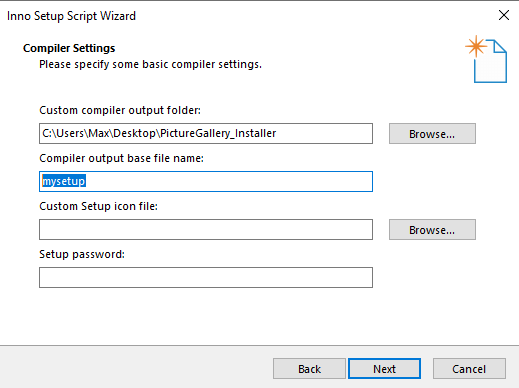 Inno Setup Script Wizard
Compiler Settings
Please specify some basic compiler settings.
Custom compiler output folder:
C:\Users\Max\Desktop\PictureGallery_Installer
Browse...
Compiler output base file name:
mysetup
Custom Setup icon file:
Browse...
Setup password:
Back
Next
Cancel